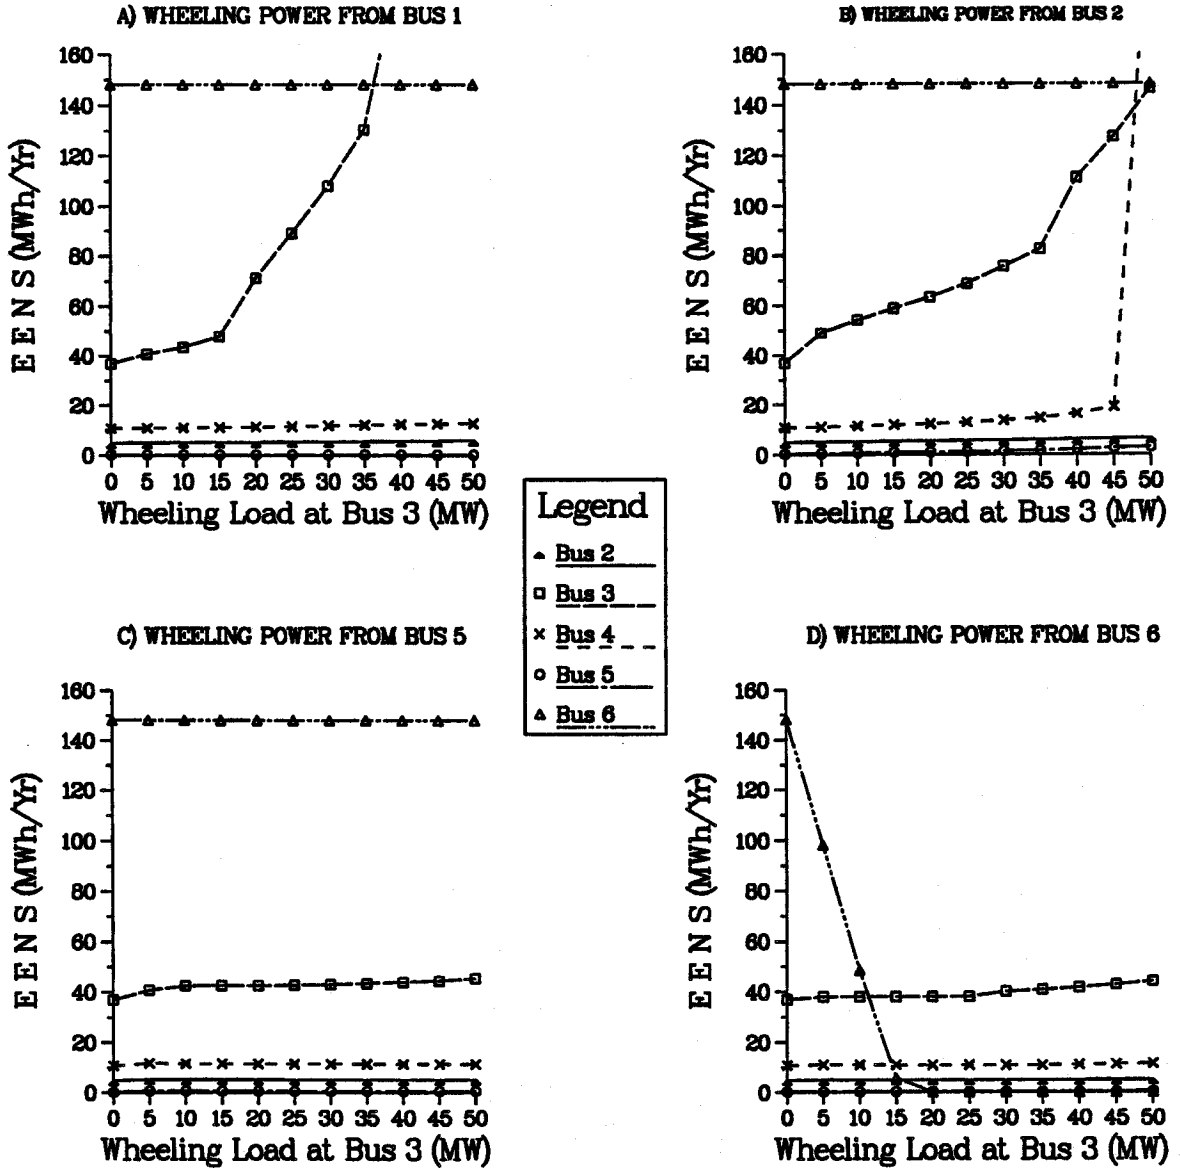 A) WHEELING POWER FROM BUS 1
160
140
120
100
80
60
40
20
0
E E N S (MWh/Yr)
0 5 10 15 20 25 30 35 40 45 50
Wheeling Load at Bus 3 (MW)
B) WHEELING POWER FROM BUS 2
160
140
120
100
80
60
40
20
0
E E N S (MWh/Yr)
0 5 10 15 20 25 30 35 40 45 50
Wheeling Load at Bus 3 (MW)
Legend
Bus 2
Bus 3
Bus 4
Bus 5
Bus 6
C) WHEELING POWER FROM BUS 5
160
140
120
100
80
60
40
20
0
E E N S (MWh/Yr)
0 5 10 15 20 25 30 35 40 45 50
Wheeling Load at Bus 3 (MW)
D) WHEELING POWER FROM BUS 6
160
140
120
100
80
60
40
20
0
E E N S (MWh/Yr)
0 5 10 15 20 25 30 35 40 45 50
Wheeling Load at Bus 3 (MW)